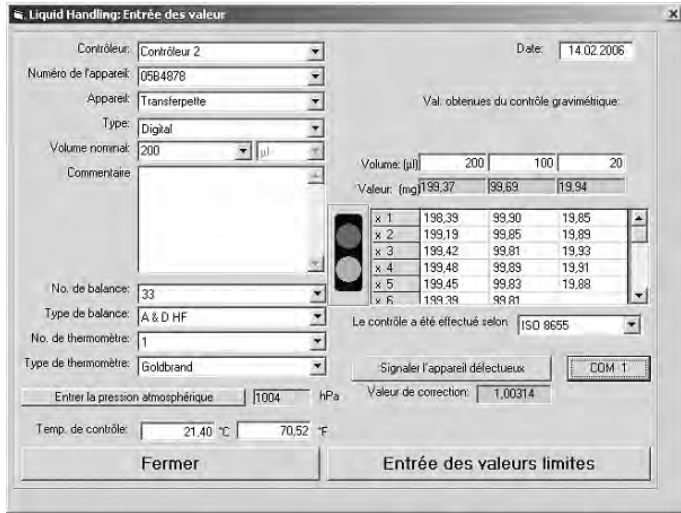 Liquid Handling: Entrée des valeur
Contrôleur: Contrôleur 2
Date: 14.02.2006
Numéro de l'appareil: 05B4878
Appareil: Transferpette
Val. obtenues du contrôle gravimétrique:
Type: Digital
Volume nominal: 200 µl
Commentaire
Volume: (µl) 200 100 20
Valeur: (mg) 199,37 99,69 19,94
x 1 198,39 99,90 19,85
x 2 199,19 99,85 19,89
x 3 199,42 99,81 19,93
x 4 199,48 99,89 19,91
x 5 199,45 99,83 19,88
x 6 199,39 99,81
No. de balance: 33
Type de balance: A & D HF
Le contrôle a été effectué selon ISO 8655
No. de thermomètre: 1
Type de thermomètre: Goldbrand
Signaler l'appareil défectueux COM 1
Entrer la pression atmosphérique 1004 hPa
Valeur de correction: 1,00314
Temp. de contrôle: 21,40 °C 70,52 °F
Fermer
Entrée des valeurs limites